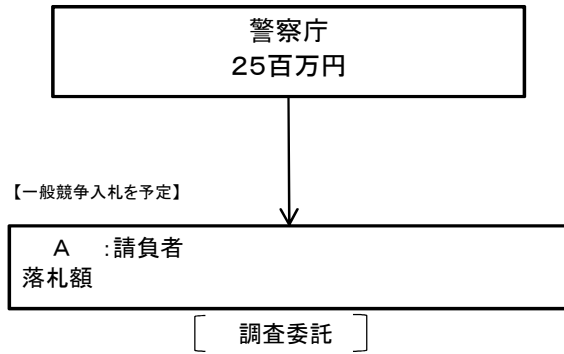 警察庁
25百万円
【一般競争入札を予定】
A :請負者
落札額
調査委託